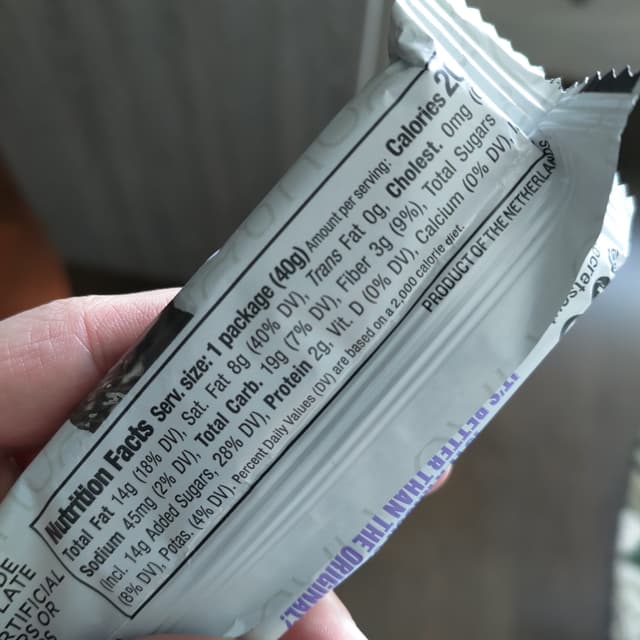 Nutrition Facts Serv. size: 1 package (40g) Amount per serving: Calories
Total Fat 14g (18% DV), Sat. Fat 8g (40% DV), Trans Fat 0g, Cholest. 0mg
Sodium 45mg (2% DV), Total Carb. 19g (7% DV), Fiber 3g (9%), Total Sugars
(Incl. 14g Added Sugars, 28% DV), Protein 2g, Vit. D (0% DV), Calcium (0% DV)
(8% DV), Potas. (4% DV). Percent Daily Values (DV) are based on a 2,000 calorie diet.
PRODUCT OF THE NETHERLANDS
IT'S BETTER THAN THE ORIGINAL!